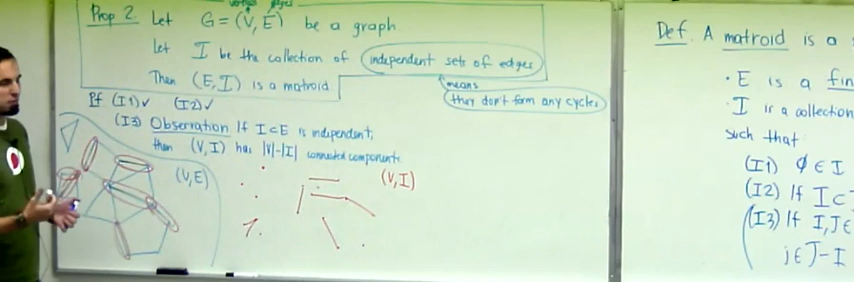 vertices edges
Prop 2. Let G = (V, E) be a graph.
Let I be the collection of independent sets of edges
Then (E, I) is a matroid.
means
they don't form any cycles
Pf (I1)✓ (I2)✓
(I3) Observation If I⊂E is independent,
then (V, I) has |V|-|I| connected components
(V,E)
(V,I)
Def. A matroid is a
· E is a fin
· I is a collection
such that
(I1) ∅ ∈ I
(I2) If I ⊂
(I3) If I, J ∈
j ∈ J - I